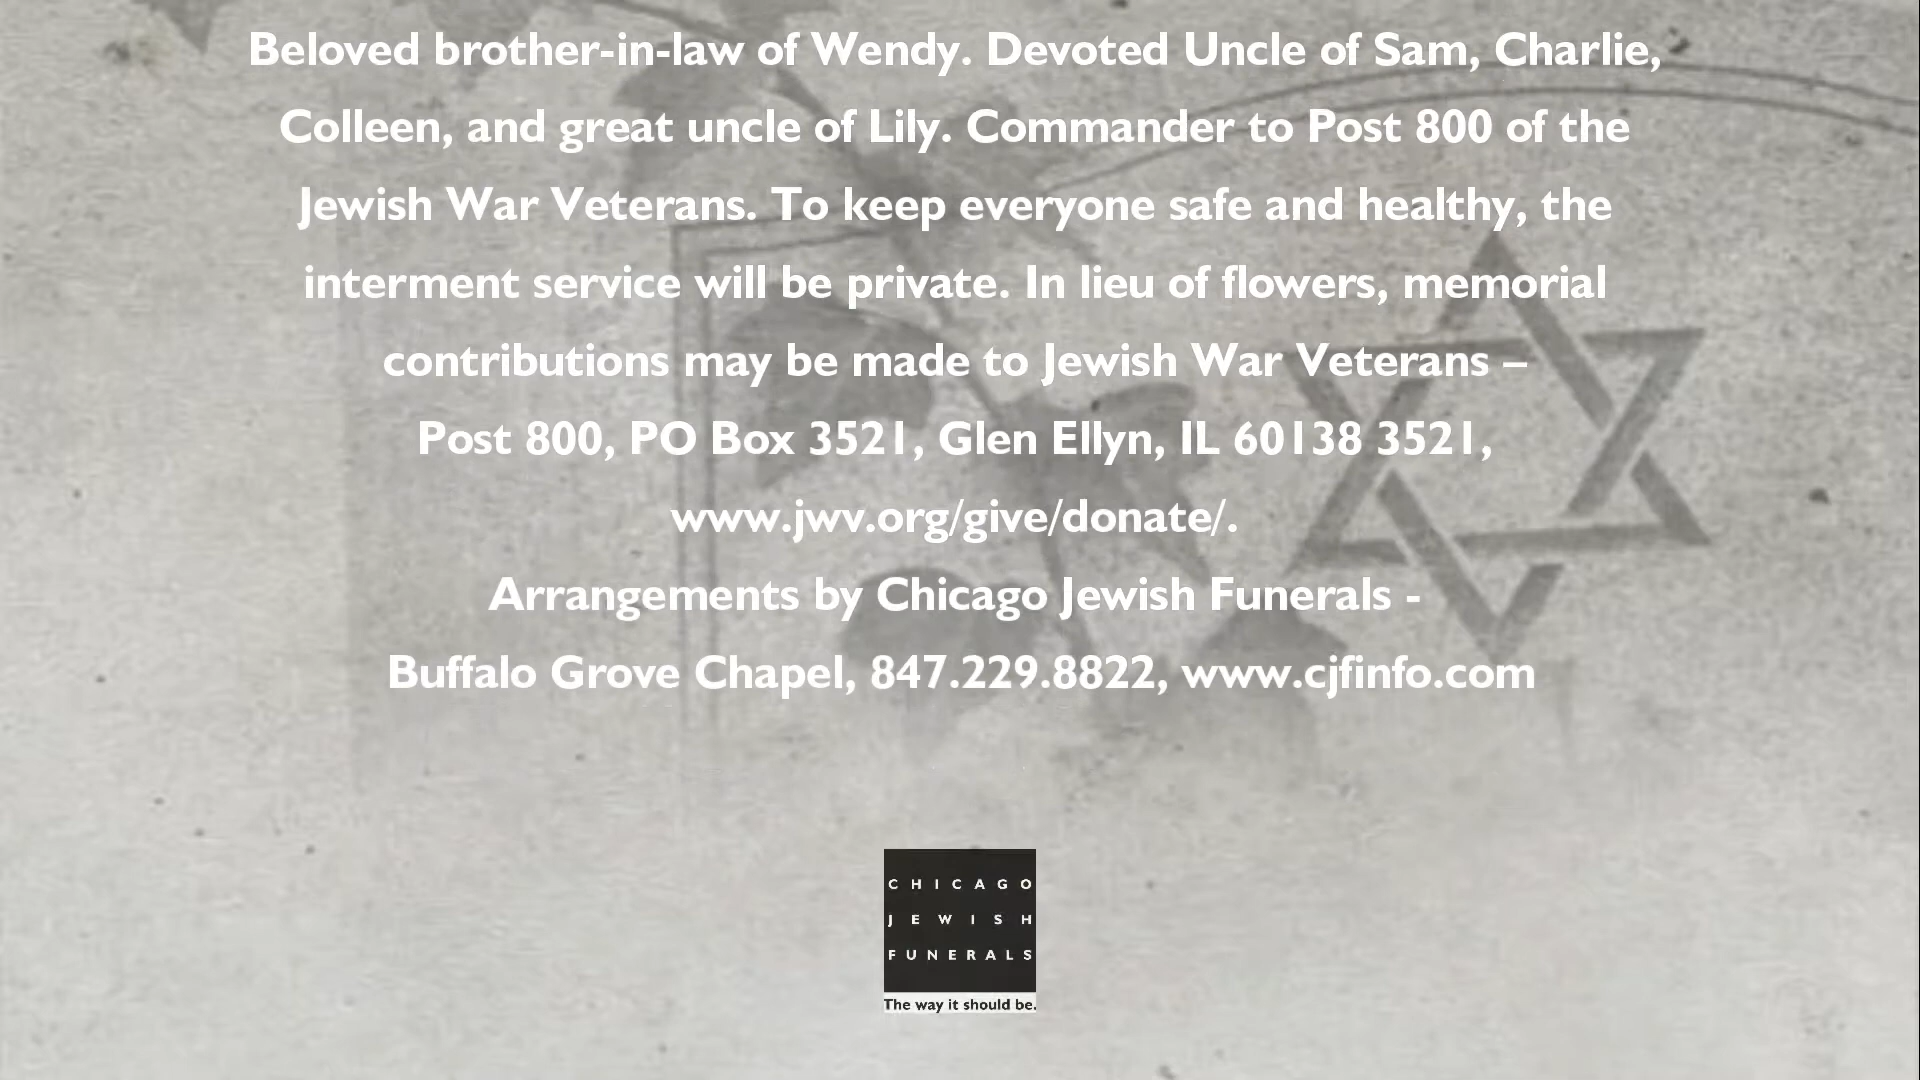 Beloved brother-in-law of Wendy. Devoted Uncle of Sam, Charlie,
Colleen, and great uncle of Lily. Commander to Post 800 of the
Jewish War Veterans. To keep everyone safe and healthy, the
interment service will be private. In lieu of flowers, memorial
contributions may be made to Jewish War Veterans –
Post 800, PO Box 3521, Glen Ellyn, IL 60138 3521,
www.jwv.org/give/donate/.
Arrangements by Chicago Jewish Funerals -
Buffalo Grove Chapel, 847.229.8822, www.cjfinfo.com
CHICAGO
JEWISH
FUNERALS
The way it should be.